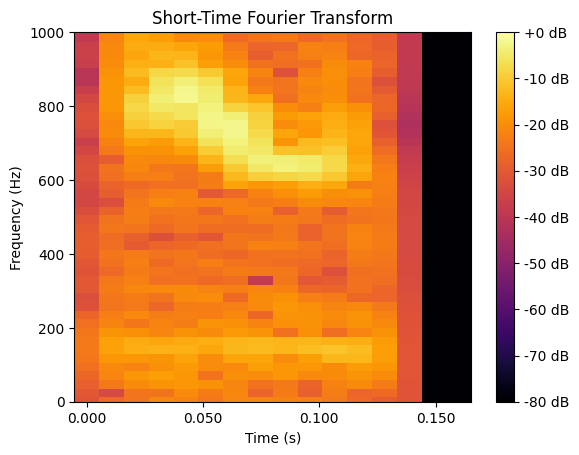 Short-Time Fourier Transform
1000
800
600
400
200
0
Frequency (Hz)
0.000
0.050
0.100
0.150
Time (s)
+0 dB
-10 dB
-20 dB
-30 dB
-40 dB
-50 dB
-60 dB
-70 dB
-80 dB